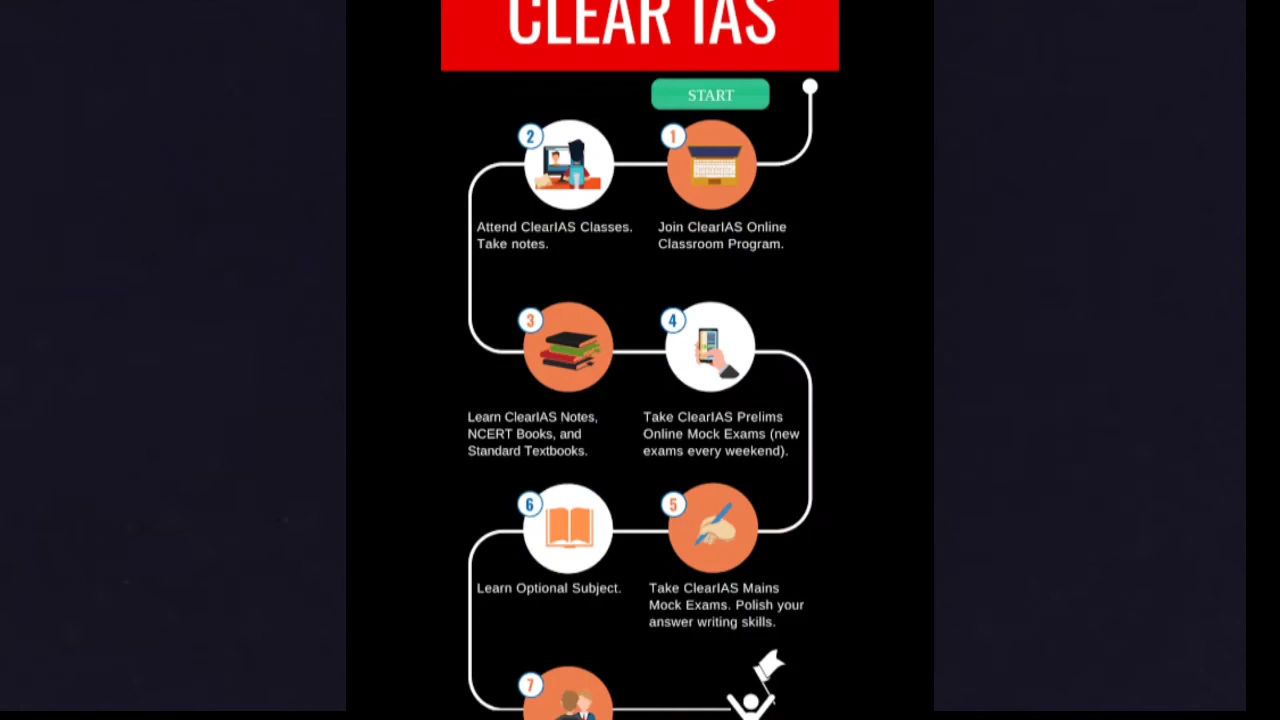 CLEAR IAS
START
1
Join ClearIAS Online
Classroom Program.
2
Attend ClearIAS Classes.
Take notes.
3
Learn ClearIAS Notes,
NCERT Books, and
Standard Textbooks.
4
Take ClearIAS Prelims
Online Mock Exams (new
exams every weekend).
5
Take ClearIAS Mains
Mock Exams. Polish your
answer writing skills.
6
Learn Optional Subject.
7